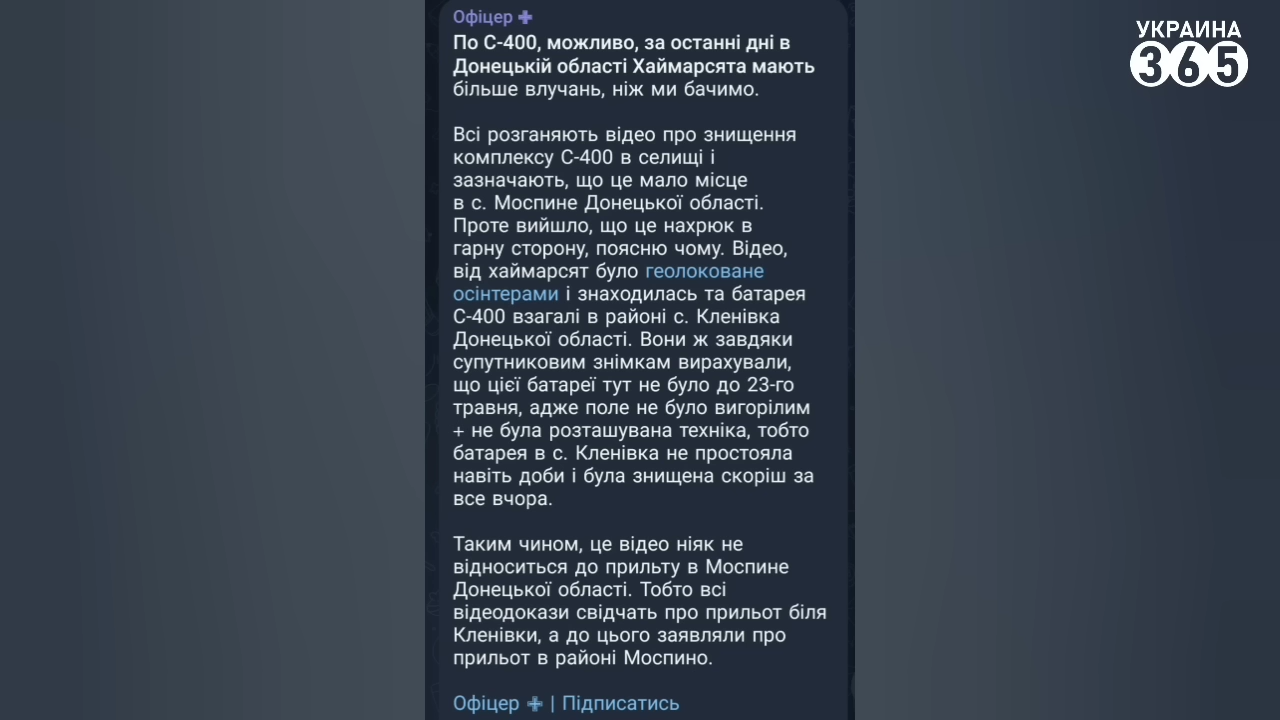 Офіцер ✙
По С-400, можливо, за останні дні в
Донецькій області Хаймарсята мають
більше влучань, ніж ми бачимо.
Всі розганяють відео про знищення
комплексу С-400 в селищі і
зазначають, що це мало місце
в с. Моспине Донецької області.
Проте вийшло, що це нахрюк в
гарну сторону, поясню чому. Відео,
від хаймарсят було геолоковане
осінтерами і знаходилась та батарея
С-400 взагалі в районі с. Кленівка
Донецької області. Вони ж завдяки
супутниковим знімкам вирахували,
що цієї батареї тут не було до 23-го
травня, адже поле не було вигорілим
+ не була розташувана техніка, тобто
батарея в с. Кленівка не простояла
навіть доби і була знищена скоріш за
все вчора.
Таким чином, це відео ніяк не
відноситься до прильту в Моспине
Донецької області. Тобто всі
відеодокази свідчать про прильот біля
Кленівки, а до цього заявляли про
прильот в районі Моспино.
Офіцер ✙ | Підписатись
УКРАИНА
365